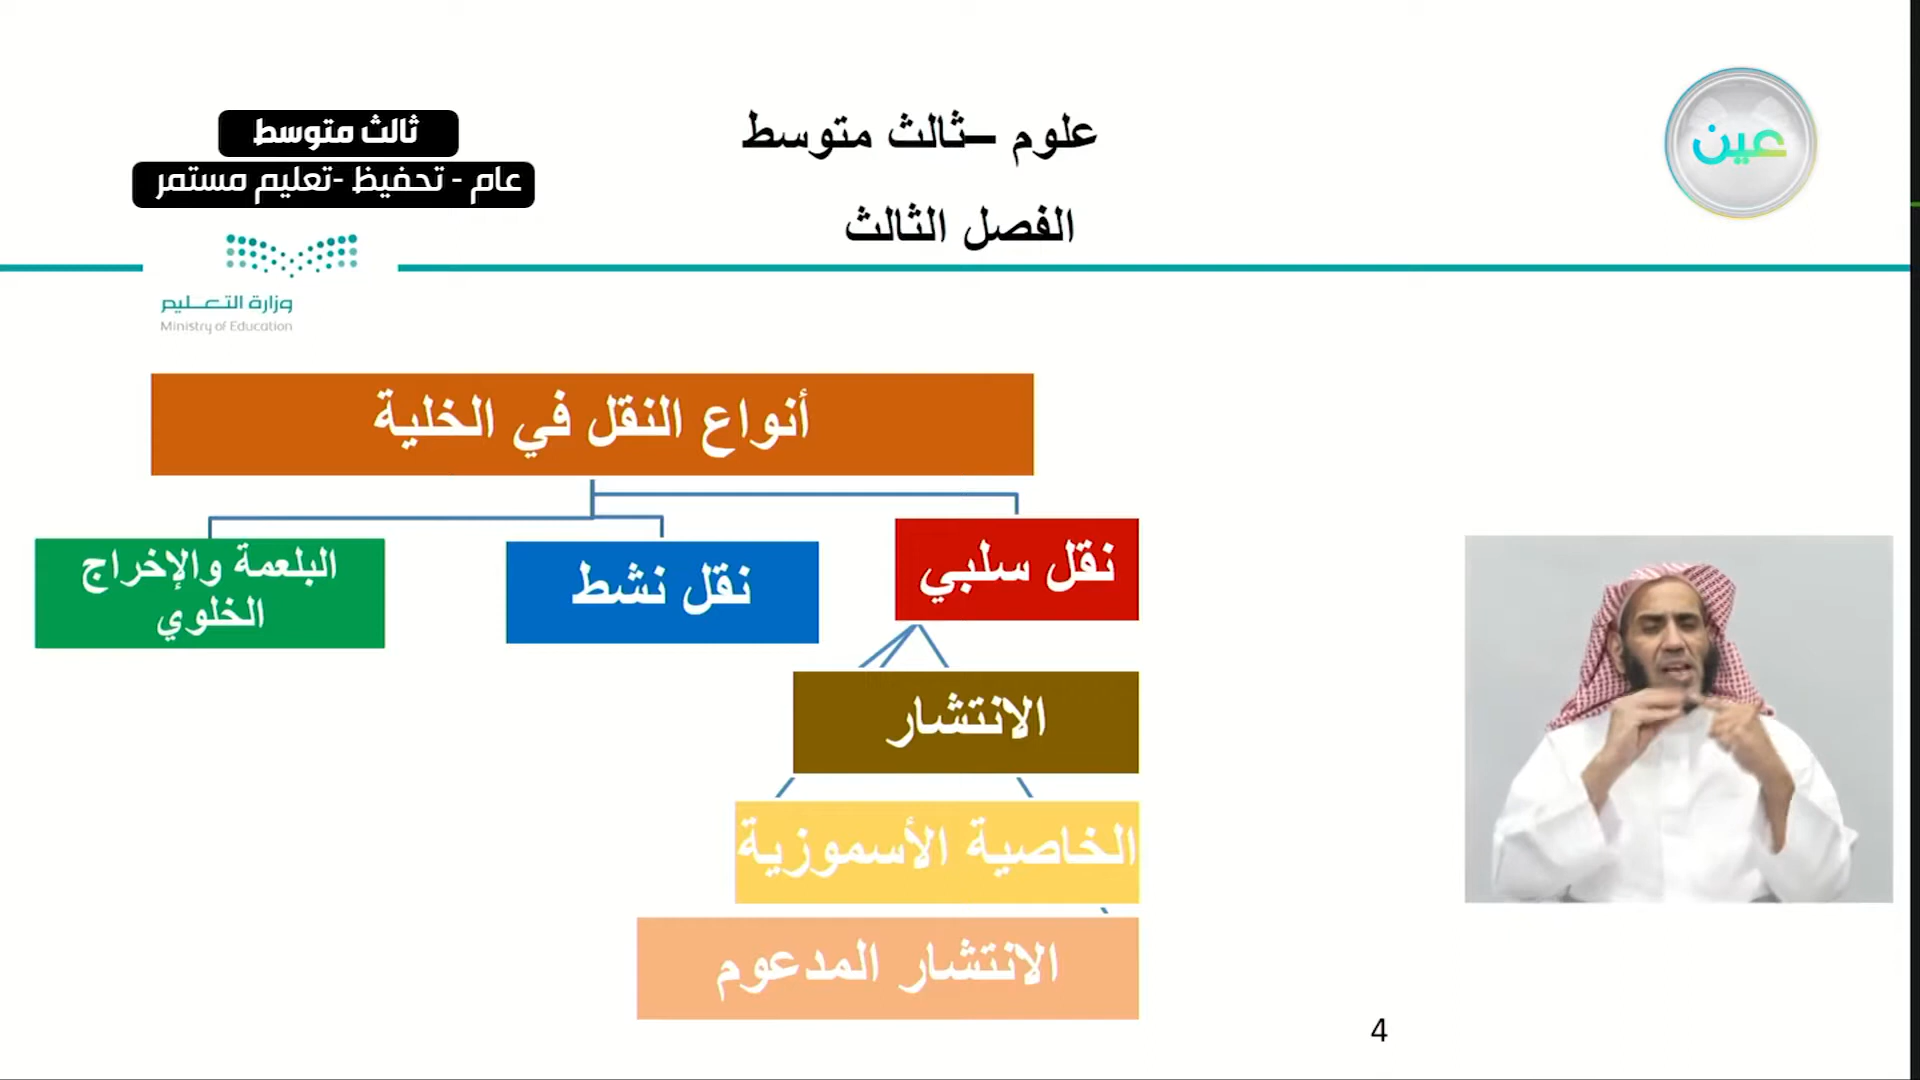 عين
علوم –ثالث متوسط
الفصل الثالث
ثالث متوسط
عام - تحفيظ -تعليم مستمر
وزارة التعليم
Ministry of Education
أنواع النقل في الخلية
نقل سلبي
نقل نشط
البلعمة والإخراج
الخلوي
الانتشار
الخاصية الأسموزية
الانتشار المدعوم
4